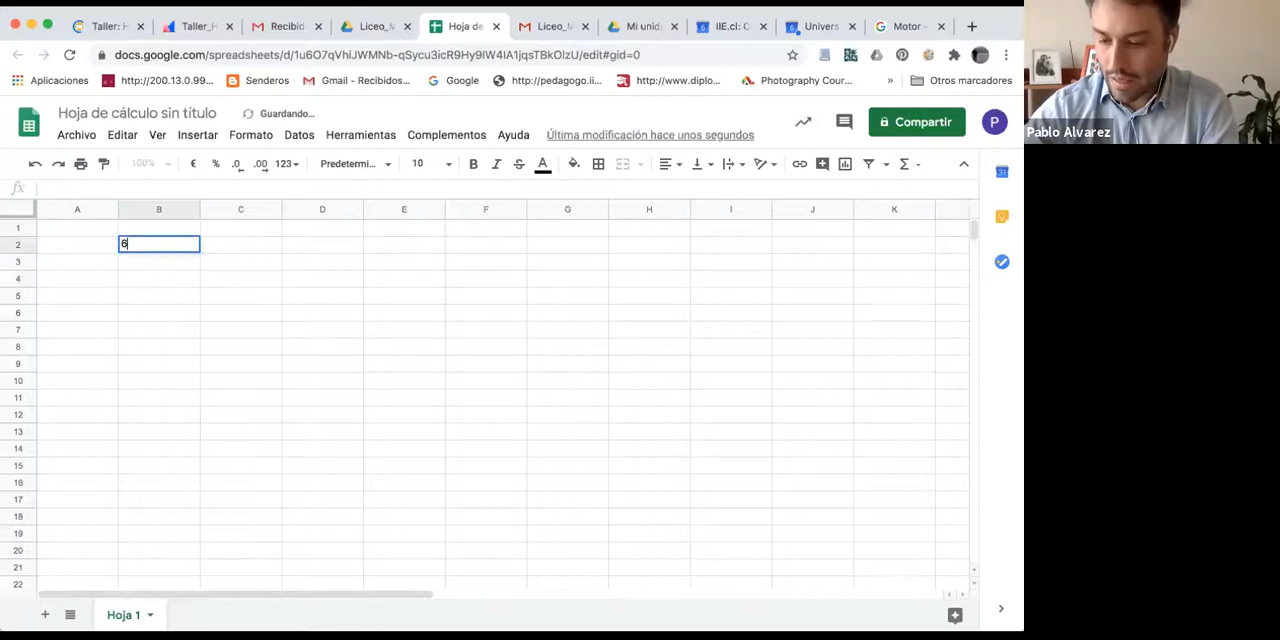 Taller: H
Taller_H
Recibid
Liceo_M
Hoja de
Liceo_M
Mi unid
IIE.cl: C
Univers
Motor -
docs.google.com/spreadsheets/d/1u6O7qVhiJWMNb-qSycu3icR9Hy9IW4IA1jqsTBkOlzU/edit#gid=0
Aplicaciones
http://200.13.0.99...
Senderos
Gmail - Recibidos...
Google
http://pedagogo.ii...
http://www.diplo...
Photography Cour...
»
Otros marcadores
Hoja de cálculo sin título
Guardando...
Archivo Editar Ver Insertar Formato Datos Herramientas Complementos Ayuda Última modificación hace unos segundos
Compartir
P
Pablo Alvarez
100% € % .0 .00 123 Predetermi... 10 B I S A Σ
31
fx
A B C D E F G H I J K
1
2 6
3
4
5
6
7
8
9
10
11
12
13
14
15
16
17
18
19
20
21
22
Hoja 1